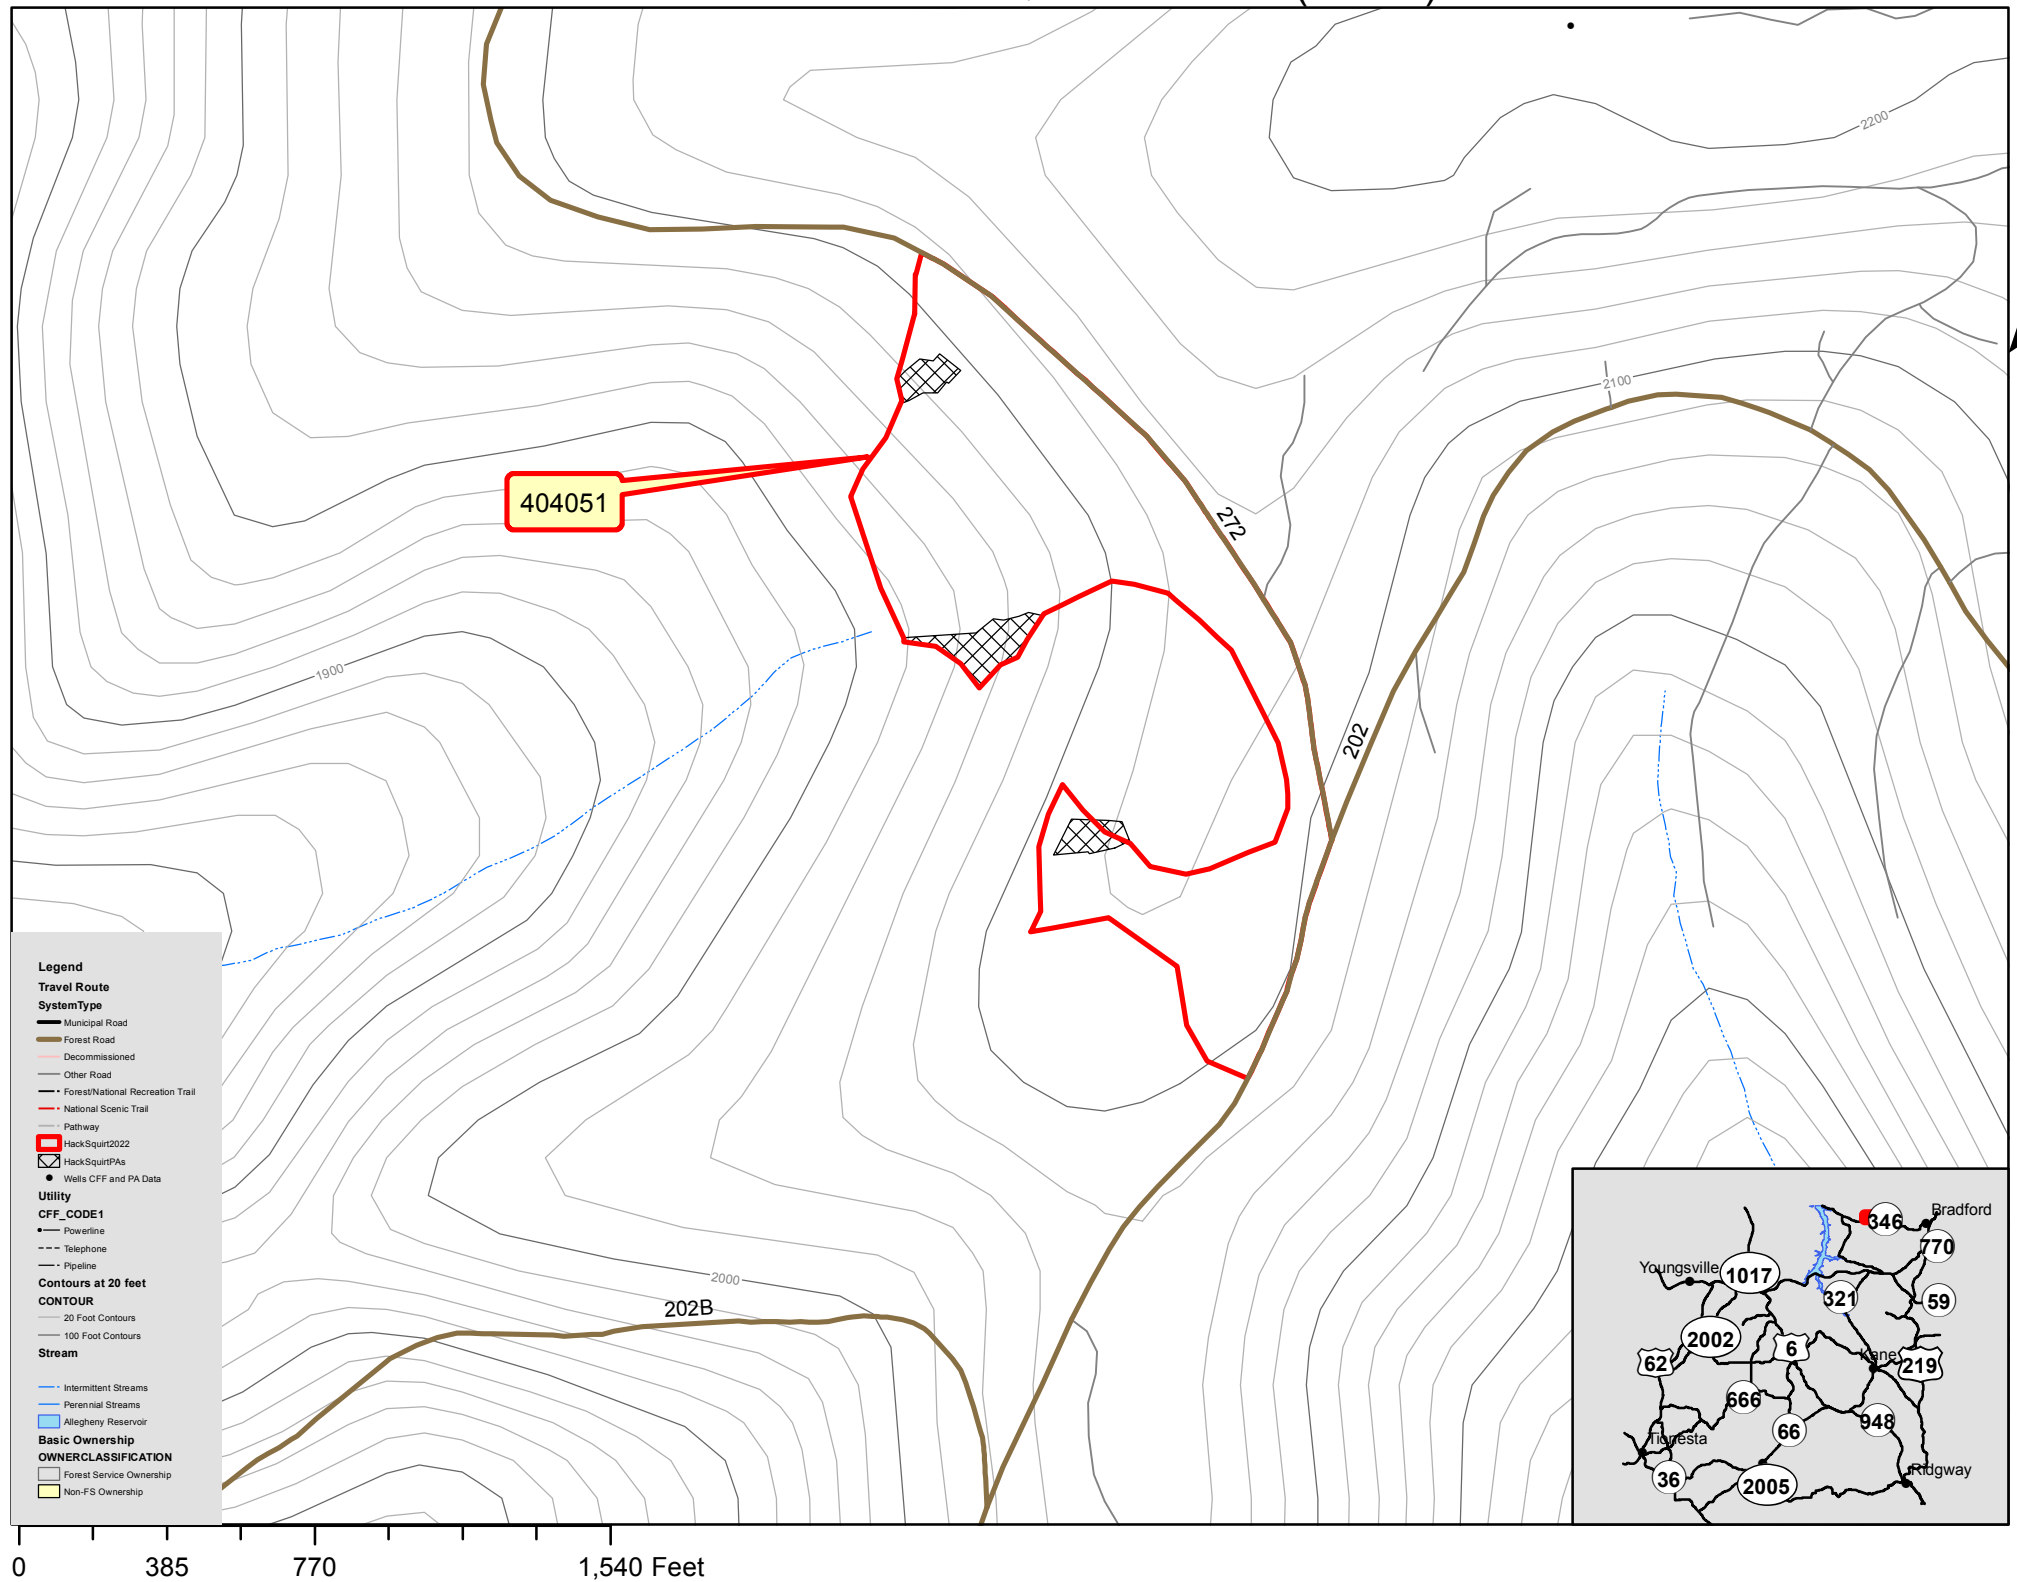 2200
2100
404051
272
202
1900
2000
202B
Legend
Travel Route
SystemType
Municipal Road
Forest Road
Decommissioned
Other Road
Forest/National Recreation Trail
National Scenic Trail
Pathway
HackSquirt2022
HackSquirtPAs
Wells CFF and PA Data
Utility
CFF_CODE1
Powerline
Telephone
Pipeline
Contours at 20 feet
CONTOUR
20 Foot Contours
100 Foot Contours
Stream
Intermittent Streams
Perennial Streams
Allegheny Reservoir
Basic Ownership
OWNERCLASSIFICATION
Forest Service Ownership
Non-FS Ownership
Bradford
346
770
Youngsville
1017
321
59
2002
6
62
Kane
219
666
948
66
Tionesta
Ridgway
36
2005
0 385 770 1,540 Feet